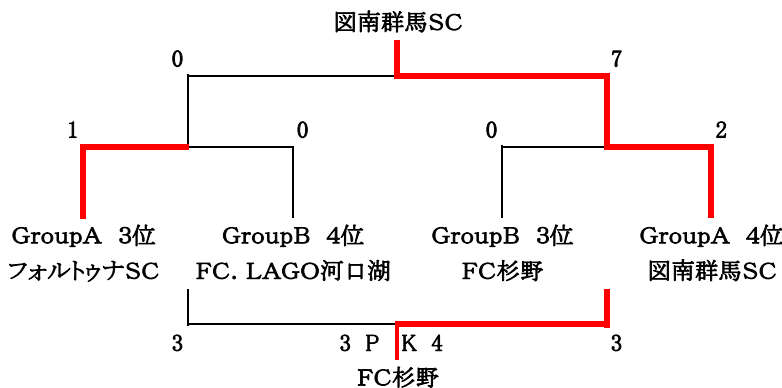 図南群馬SC
0 7
1 0 0 2
GroupA 3位 GroupB 4位 GroupB 3位 GroupA 4位
フォルトゥナSC FC. LAGO河口湖 FC杉野 図南群馬SC
3 3 P K 4 3
FC杉野